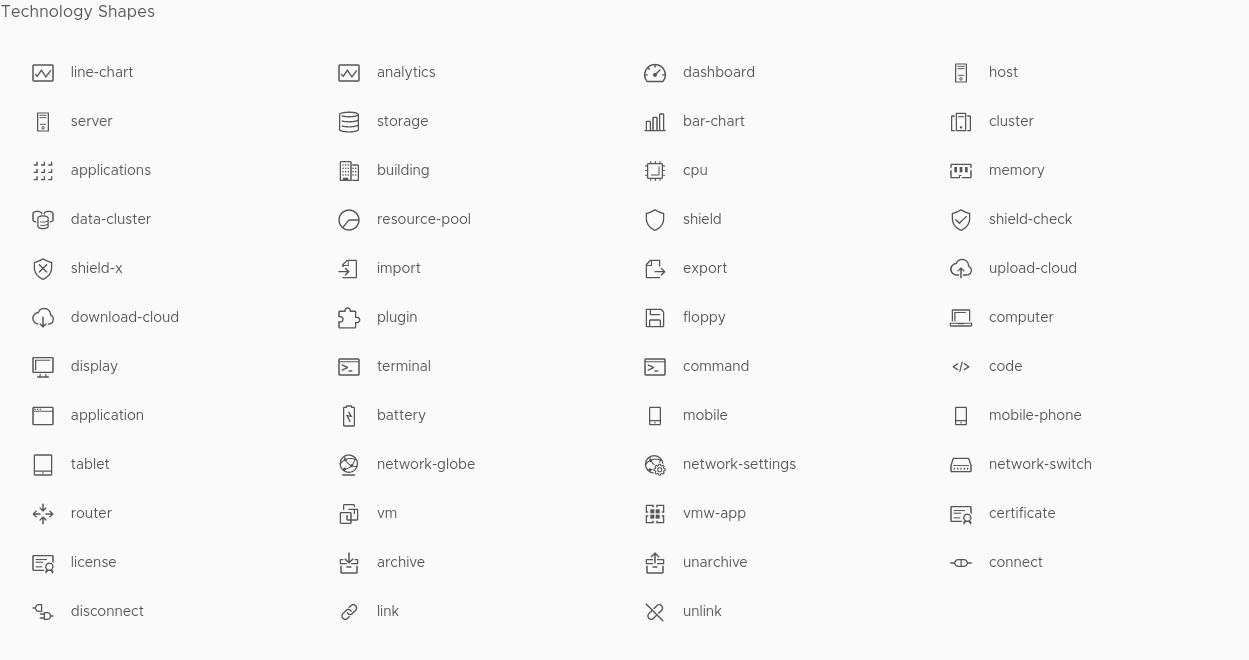 Technology Shapes
line-chart analytics dashboard host
server storage bar-chart cluster
applications building cpu memory
data-cluster resource-pool shield shield-check
shield-x import export upload-cloud
download-cloud plugin floppy computer
display terminal command code
application battery mobile mobile-phone
tablet network-globe network-settings network-switch
router vm vmw-app certificate
license archive unarchive connect
disconnect link unlink